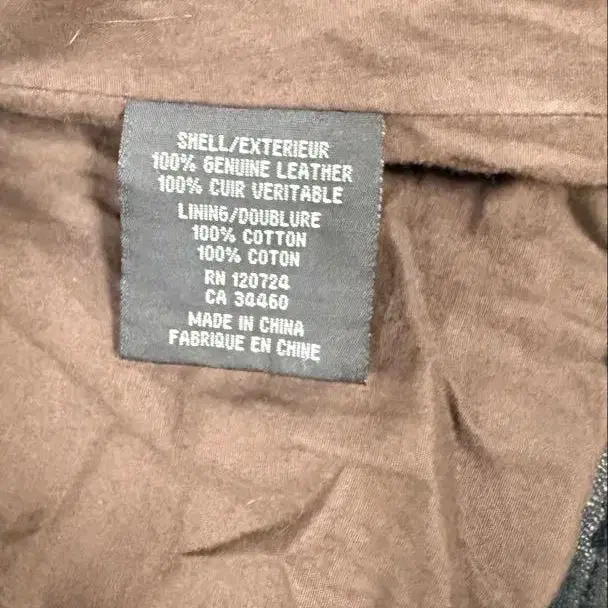 SHELL/EXTERIEUR
100% GENUINE LEATHER
100% CUIR VERITABLE
LINING/DOUBLURE
100% COTTON
100% COTON
RN 120724
CA 34460
MADE IN CHINA
FABRIQUE EN CHINE